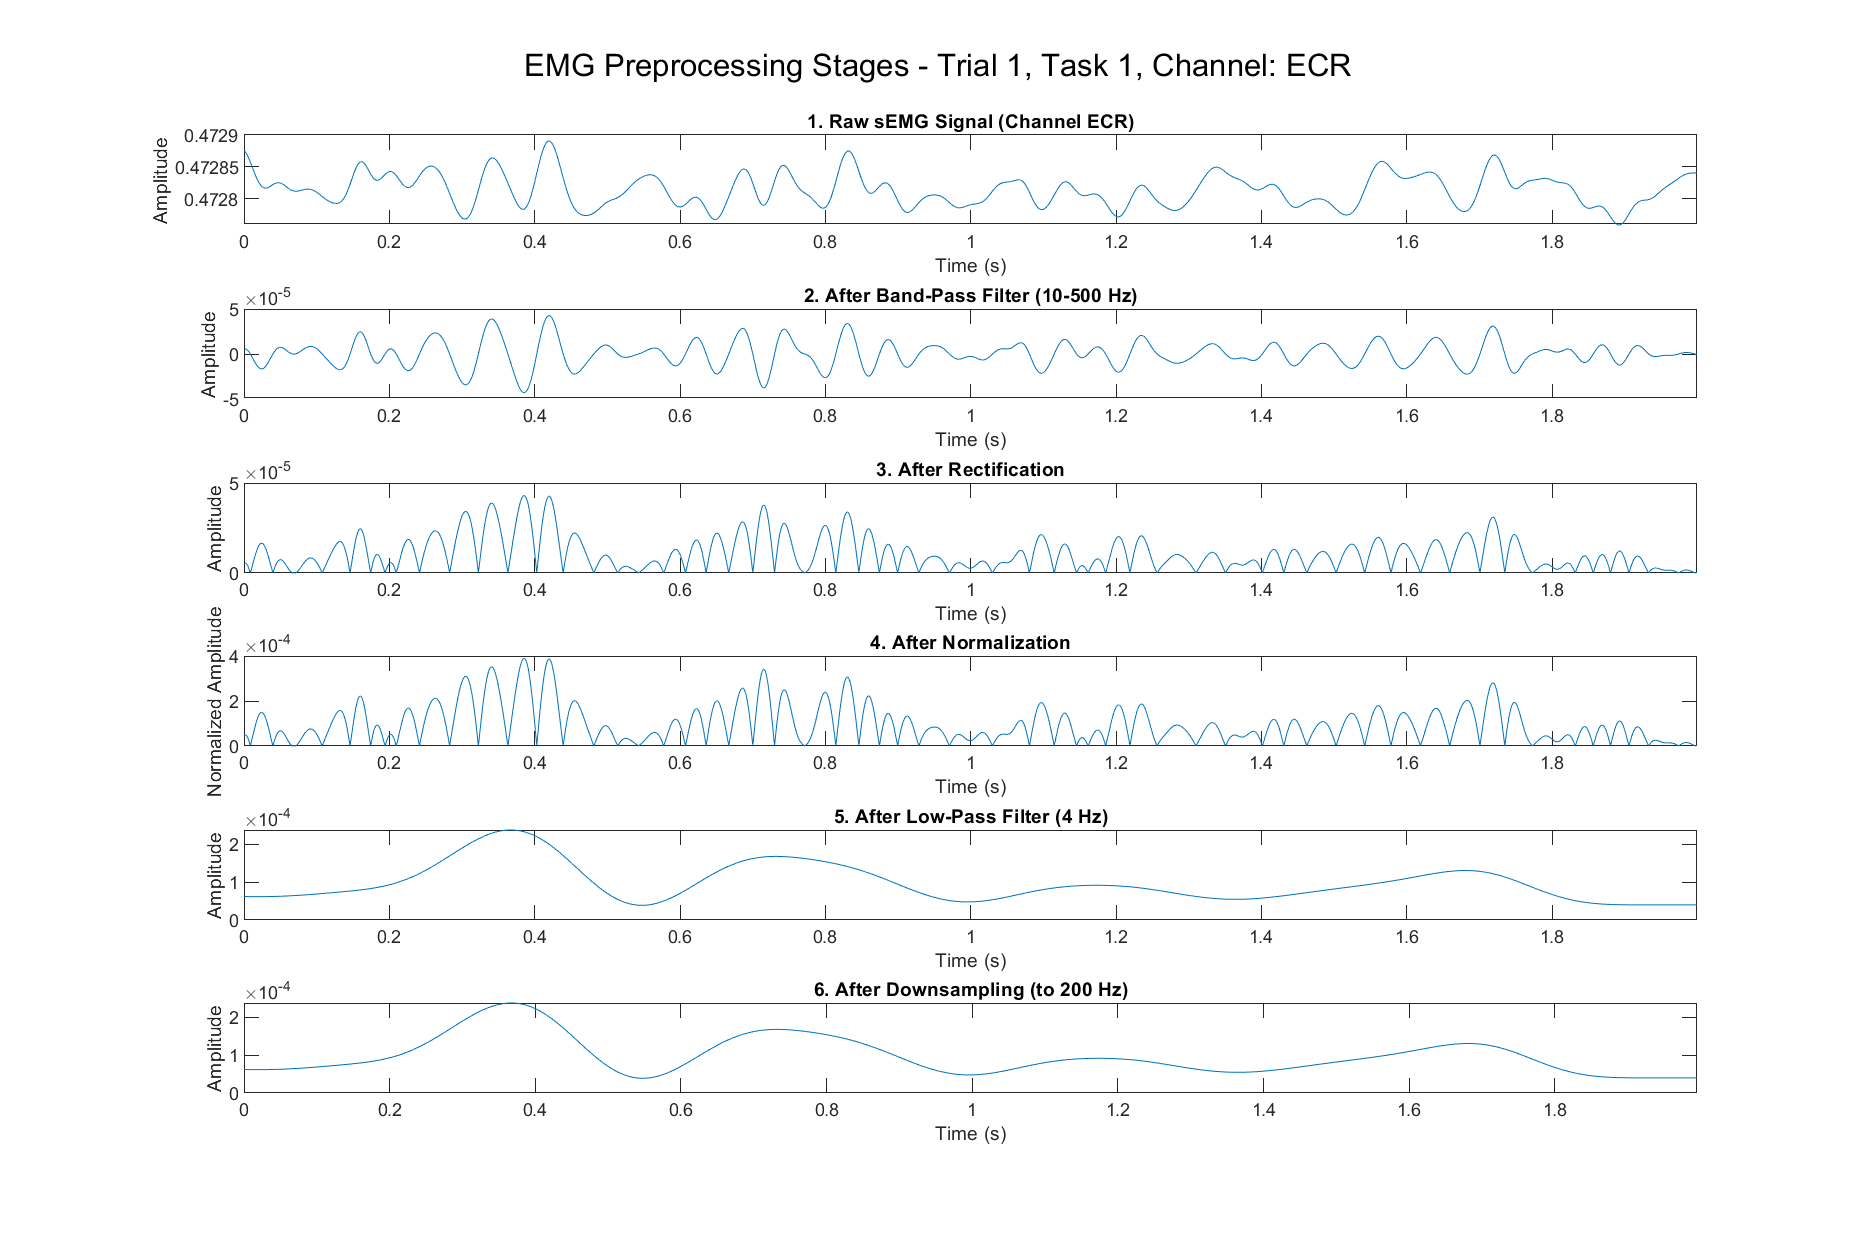 EMG Preprocessing Stages - Trial 1, Task 1, Channel: ECR
1. Raw sEMG Signal (Channel ECR)
Amplitude
0.4729
0.47285
0.4728
0 0.2 0.4 0.6 0.8 1 1.2 1.4 1.6 1.8
Time (s)
2. After Band-Pass Filter (10-500 Hz)
×10-5
Amplitude
5
0
-5
0 0.2 0.4 0.6 0.8 1 1.2 1.4 1.6 1.8
Time (s)
3. After Rectification
×10-5
Amplitude
5
0
0 0.2 0.4 0.6 0.8 1 1.2 1.4 1.6 1.8
Time (s)
4. After Normalization
×10-4
Normalized Amplitude
4
2
0
0 0.2 0.4 0.6 0.8 1 1.2 1.4 1.6 1.8
Time (s)
5. After Low-Pass Filter (4 Hz)
×10-4
Amplitude
2
1
0
0 0.2 0.4 0.6 0.8 1 1.2 1.4 1.6 1.8
Time (s)
6. After Downsampling (to 200 Hz)
×10-4
Amplitude
2
1
0
0 0.2 0.4 0.6 0.8 1 1.2 1.4 1.6 1.8
Time (s)